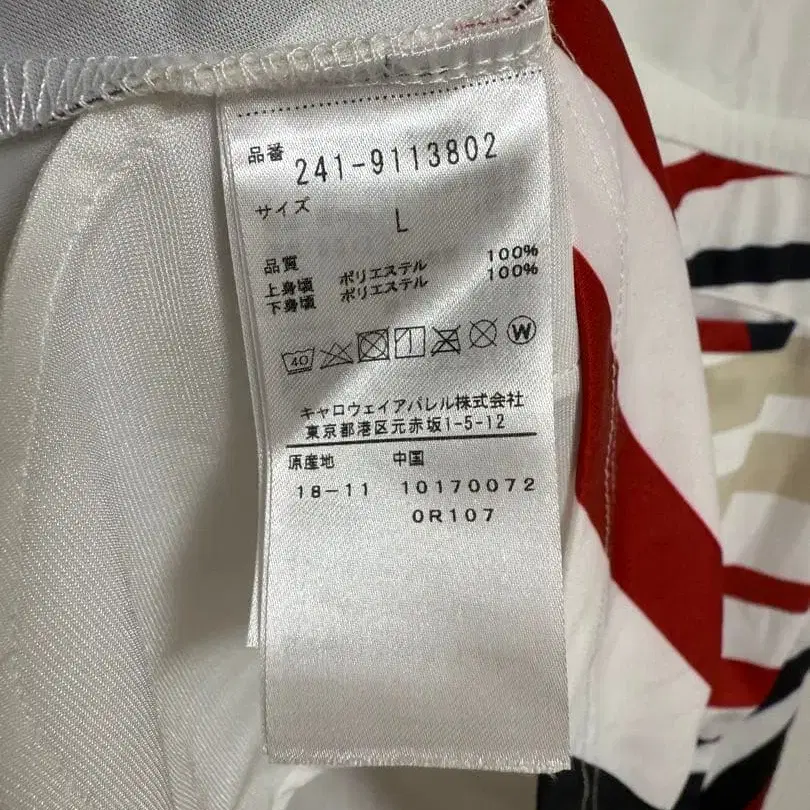 品番
241-9113802
サイズ
L
品質
上身頃 ポリエステル 100%
下身頃 ポリエステル 100%
40
W
キャロウェイアパレル株式会社
東京都港区元赤坂1-5-12
原産地 中国
18-11 10170072
0R107